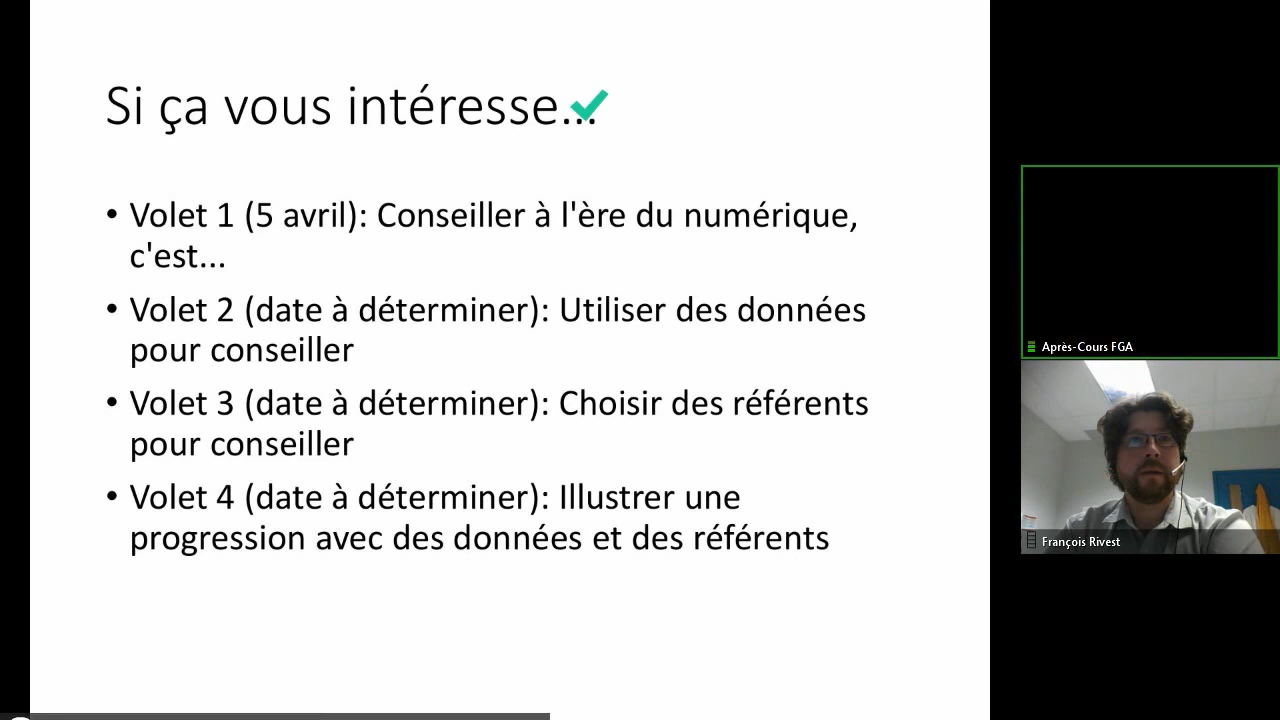 Si ça vous intéresse...
• Volet 1 (5 avril): Conseiller à l'ère du numérique,
c'est...
• Volet 2 (date à déterminer): Utiliser des données
pour conseiller
• Volet 3 (date à déterminer): Choisir des référents
pour conseiller
• Volet 4 (date à déterminer): Illustrer une
progression avec des données et des référents
Après-Cours FGA
François Rivest